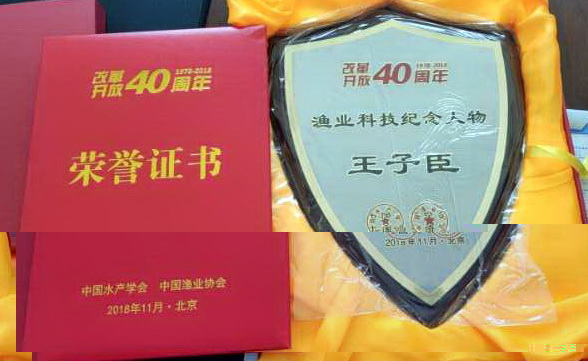 改革
开放40周年
1978-2018
荣誉证书
中国水产学会 中国渔业协会
2018年11月·北京
改革
开放40周年
1978-2018
渔业科技纪念人物
王子臣
2018年11月·北京